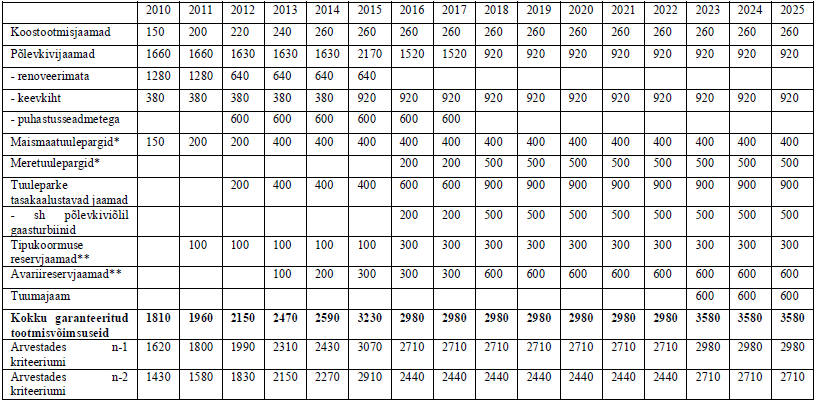 2010 2011 2012 2013 2014 2015 2016 2017 2018 2019 2020 2021 2022 2023 2024 2025
Koostootmisjaamad 150 200 220 240 260 260 260 260 260 260 260 260 260 260 260 260
Põlevkivijaamad 1660 1660 1630 1630 1630 2170 1520 1520 920 920 920 920 920 920 920 920
- renoveerimata 1280 1280 640 640 640 640
- keevkiht 380 380 380 380 380 920 920 920 920 920 920 920 920 920 920 920
- puhastusseadmetega 600 600 600 600 600 600
Maismaatuulepargid* 150 200 200 400 400 400 400 400 400 400 400 400 400 400 400 400
Meretuulepargid* 200 200 500 500 500 500 500 500 500 500
Tuuleparke
tasakaalustavad jaamad 200 400 400 400 600 600 900 900 900 900 900 900 900 900
- sh põlevkiviõlil
gaasturbiinid 200 200 500 500 500 500 500 500 500 500
Tipukoormuse
reservjaamad** 100 100 100 100 100 300 300 300 300 300 300 300 300 300 300
Avariireservjaamad** 100 200 300 300 300 600 600 600 600 600 600 600 600
Tuumajaam 600 600 600
Kokku garanteeritud
tootmisvõimsuseid 1810 1960 2150 2470 2590 3230 2980 2980 2980 2980 2980 2980 2980 3580 3580 3580
Arvestades n-1
kriteeriumi 1620 1800 1990 2310 2430 3070 2710 2710 2710 2710 2710 2710 2710 2980 2980 2980
Arvestades n-2
kriteeriumi 1430 1580 1830 2150 2270 2910 2440 2440 2440 2440 2440 2440 2440 2710 2710 2710